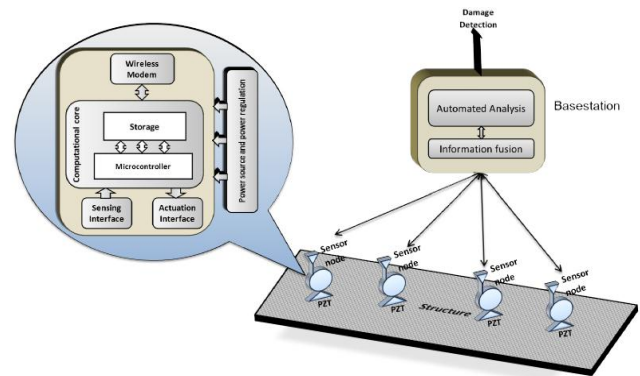 Damage
Detection
Wireless
Modem
Computational core
Storage
Microcontroller
Power source and power regulation
Sensing
Interface
Actuation
Interface
Automated Analysis
Information fusion
Basestation
Sensor
node
PZT
Sensor
node
PZT
Structure
Sensor
node
PZT
Sensor
node
PZT